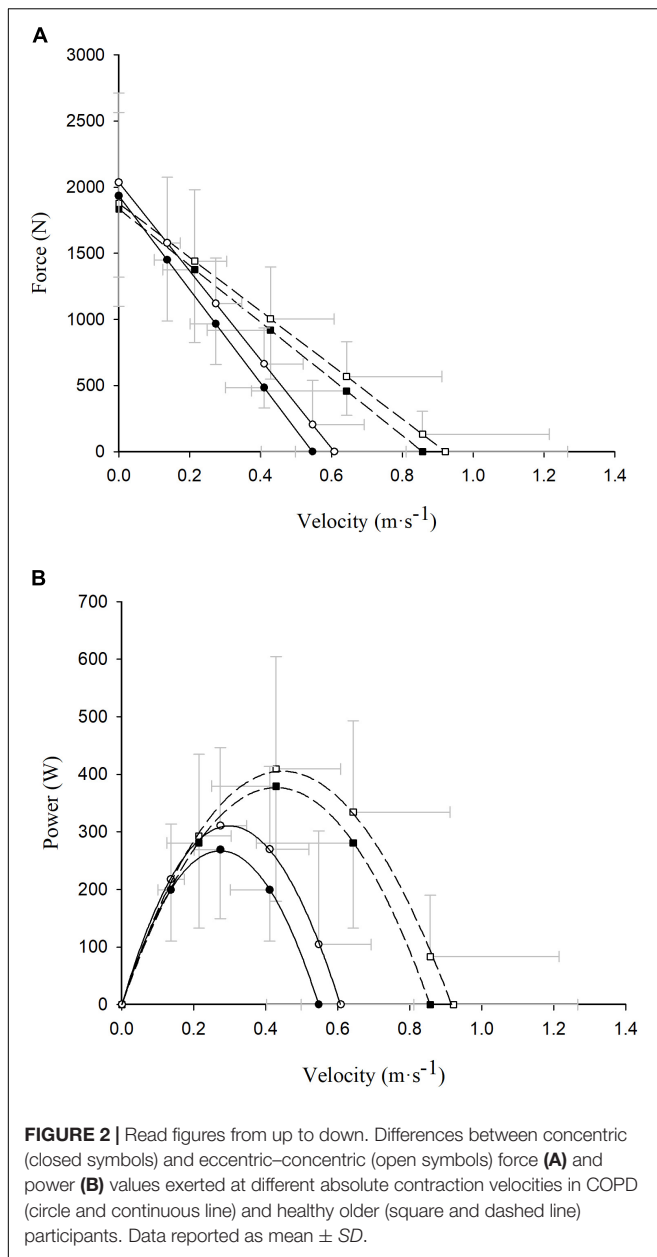 A
3000
2500
2000
1500
1000
500
0
Force (N)
0.0 0.2 0.4 0.6 0.8 1.0 1.2 1.4
Velocity (m·s⁻¹)
B
700
600
500
400
300
200
100
0
Power (W)
0.0 0.2 0.4 0.6 0.8 1.0 1.2 1.4
Velocity (m·s⁻¹)
FIGURE 2 | Read figures from up to down. Differences between concentric
(closed symbols) and eccentric–concentric (open symbols) force (A) and
power (B) values exerted at different absolute contraction velocities in COPD
(circle and continuous line) and healthy older (square and dashed line)
participants. Data reported as mean ± SD.